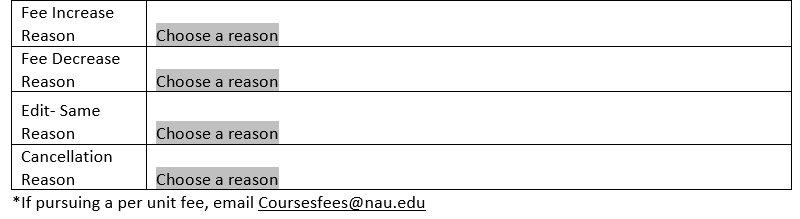 Fee Increase
Reason Choose a reason
Fee Decrease
Reason Choose a reason
Edit- Same
Reason Choose a reason
Cancellation
Reason Choose a reason
*If pursuing a per unit fee, email Coursesfees@nau.edu